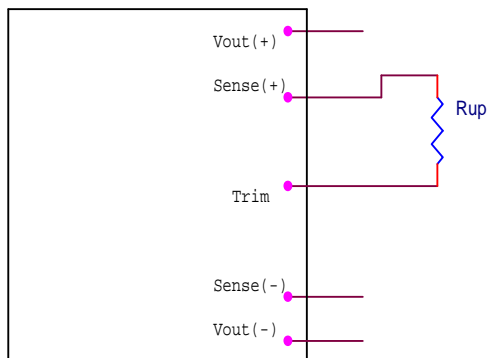 Vout(+)
Sense(+)
Rup
Trim
Sense(-)
Vout(-)